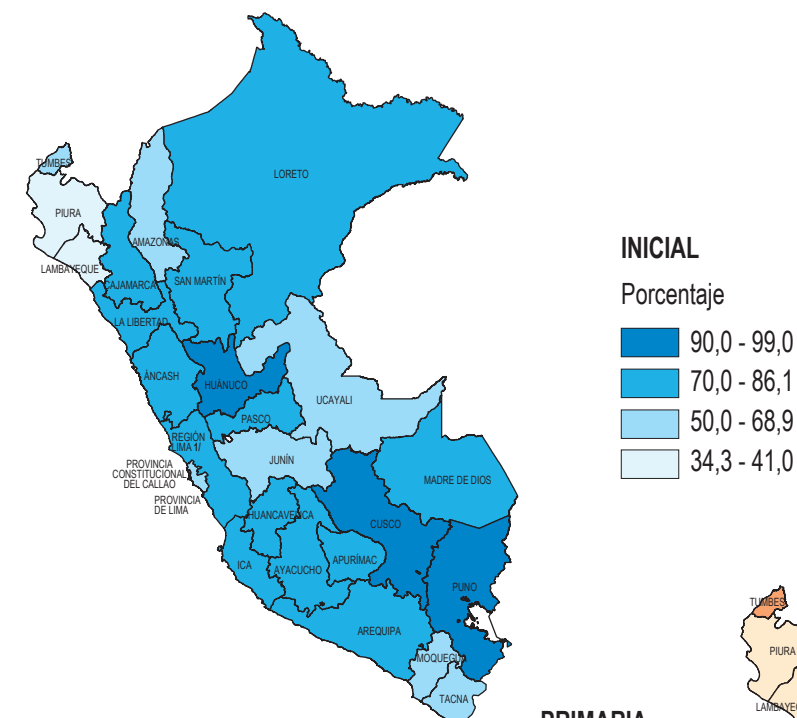 TUMBES
LORETO
PIURA
AMAZONAS
LAMBAYEQUE
CAJAMARCA
SAN MARTÍN
LA LIBERTAD
ÁNCASH
HUÁNUCO
UCAYALI
PASCO
REGIÓN
LIMA 1/
JUNÍN
PROVINCIA
CONSTITUCIONAL
DEL CALLAO
MADRE DE DIOS
PROVINCIA
DE LIMA
HUANCAVELICA
CUSCO
ICA
AYACUCHO
APURÍMAC
PUNO
AREQUIPA
MOQUEGUA
TACNA
INICIAL
Porcentaje
90,0 - 99,0
70,0 - 86,1
50,0 - 68,9
34,3 - 41,0
TUMBES
PIURA
LAMBAYE
PRIMARIA